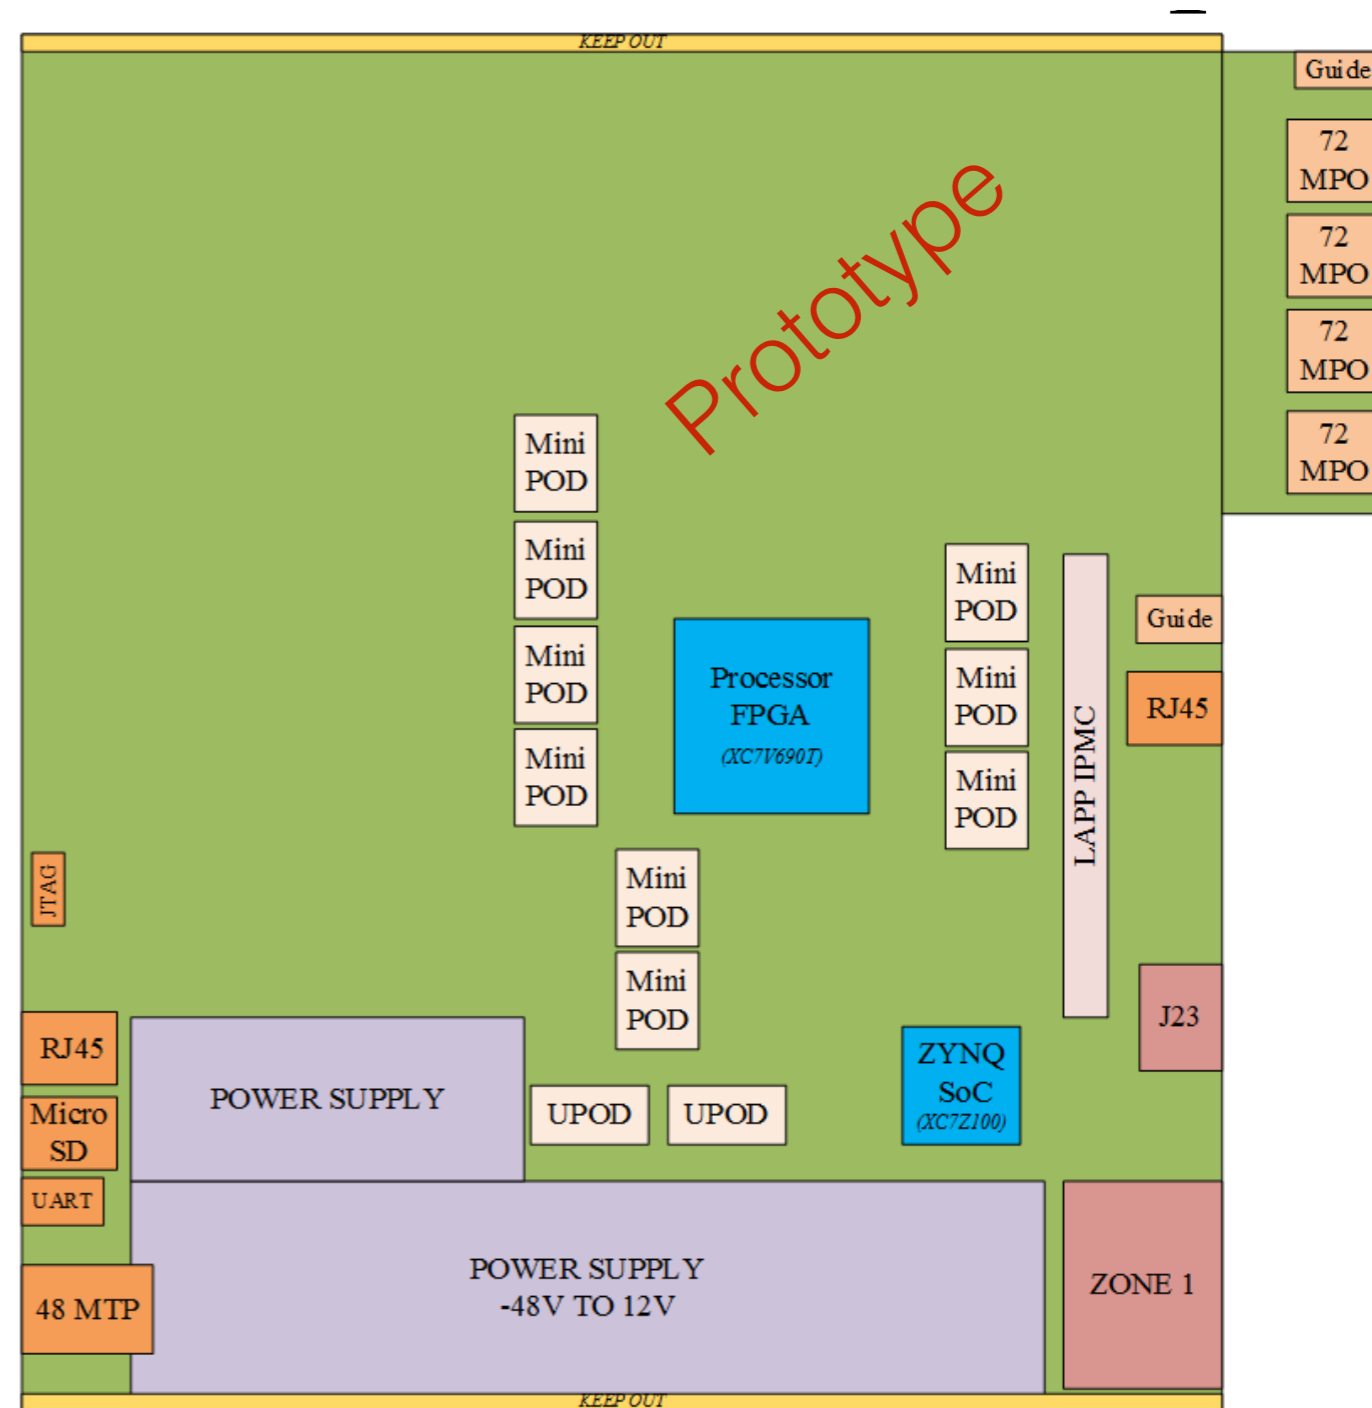 KEEP OUT
Guide
72
MPO
72
MPO
72
MPO
72
MPO
Prototype
Mini
POD
Mini
POD
Mini
POD
Mini
POD
Mini
POD
Mini
POD
Mini
POD
Processor
FPGA
(XC7V690T)
LAPP IPMC
Guide
RJ45
JTAG
Mini
POD
Mini
POD
J23
RJ45
Micro
SD
UART
48 MTP
POWER SUPPLY
UPOD
UPOD
ZYNQ
SoC
(XC7Z100)
POWER SUPPLY
-48V TO 12V
ZONE 1
KEEP OUT